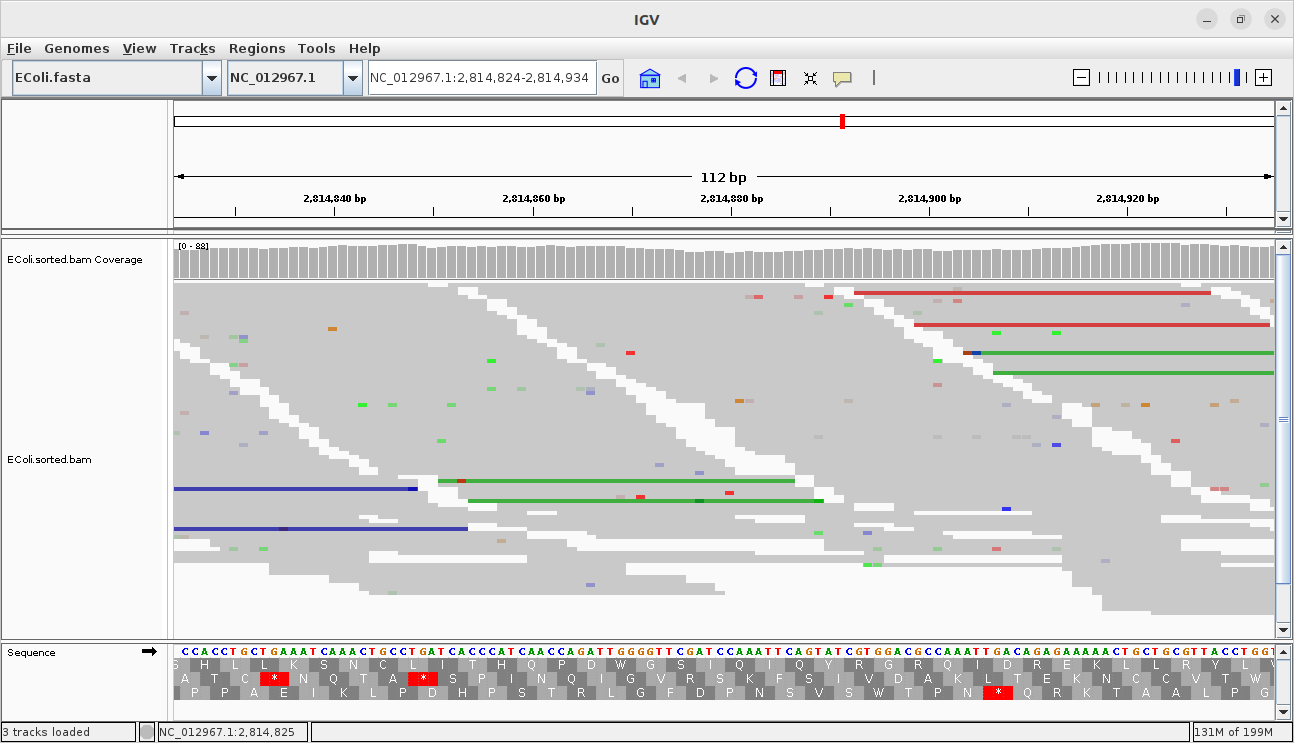 IGV
File Genomes View Tracks Regions Tools Help
EColi.fasta NC_012967.1 NC_012967.1:2,814,824-2,814,934 Go
112 bp
2,814,840 bp 2,814,860 bp 2,814,880 bp 2,814,900 bp 2,814,920 bp
[0 - 88]
EColi.sorted.bam Coverage
EColi.sorted.bam
Sequence CCACCTGCTGAAATCAAACTGCCTGATCACCCATCAACCAGATTGGGGTTCGATCCAAATTCAGTATCGTGGACGCCAAATTGACAGAGAAAAACTGCTGCGTTACCTGGT
S H L L K S N C L I T H Q P D W G S I Q I Q Y R G R Q I D R E K L L R Y L V
A T C * N Q T A * S P I N Q I G V R S K F S I V D A K L T E K N C C V T W
P P A E I K L P D H P S T R L G F D P N S V S W T P N * Q R K T A A L P G
3 tracks loaded NC_012967.1:2,814,825 131M of 199M